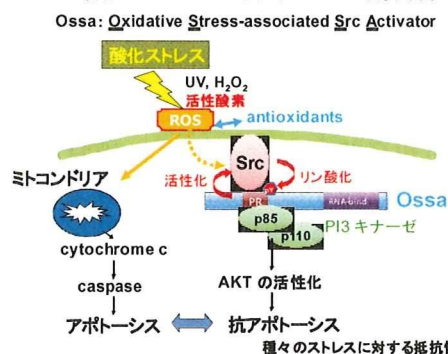 Ossa: Oxidative Stress-associated Src Activator
酸化ストレス
UV, H₂O₂
活性酸素
ROS
antioxidants
Src
ミトコンドリア
活性化
リン酸化
pY
PR
RNA-bind
Ossa
p85
p110
PI3 キナーゼ
cytochrome c
caspase
AKT の活性化
アポトーシス
抗アポトーシス
種々のストレスに対する抵抗